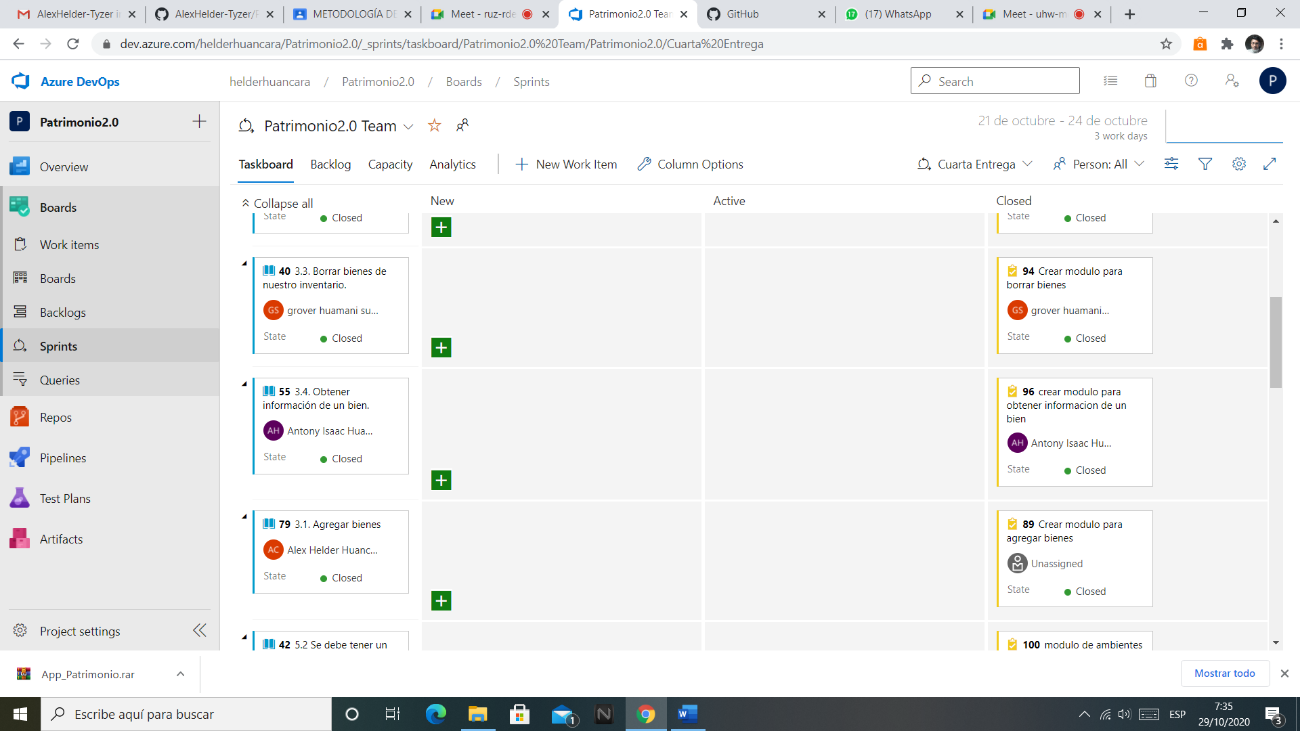 AlexHelder-Tyzer in
AlexHelder-Tyzer/P
METODOLOGÍA DE
Meet - ruz-rde
Patrimonio2.0 Tear
GitHub
(17) WhatsApp
Meet - uhw-m
dev.azure.com/helderhuancara/Patrimonio2.0/_sprints/taskboard/Patrimonio2.0%20Team/Patrimonio2.0/Cuarta%20Entrega
Azure DevOps
helderhuancara / Patrimonio2.0 / Boards / Sprints
Search
P
P Patrimonio2.0
Overview
Boards
Work items
Boards
Backlogs
Sprints
Queries
Repos
Pipelines
Test Plans
Artifacts
Project settings
Patrimonio2.0 Team
21 de octubre - 24 de octubre
3 work days
Taskboard Backlog Capacity Analytics
New Work Item
Column Options
Cuarta Entrega
Person: All
Collapse all
New
Active
Closed
State Closed
State Closed
40 3.3. Borrar bienes de
nuestro inventario.
GS grover huamani su...
State Closed
94 Crear modulo para
borrar bienes
GS grover huamani...
State Closed
55 3.4. Obtener
información de un bien.
AH Antony Isaac Hua...
State Closed
96 crear modulo para
obtener informacion de un
bien
AH Antony Isaac Hu...
State Closed
79 3.1. Agregar bienes
AC Alex Helder Huanc...
State Closed
89 Crear modulo para
agregar bienes
Unassigned
State Closed
42 5.2 Se debe tener un
100 modulo de ambientes
App_Patrimonio.rar
Mostrar todo
Escribe aquí para buscar
1
N
ESP
7:35
29/10/2020
3